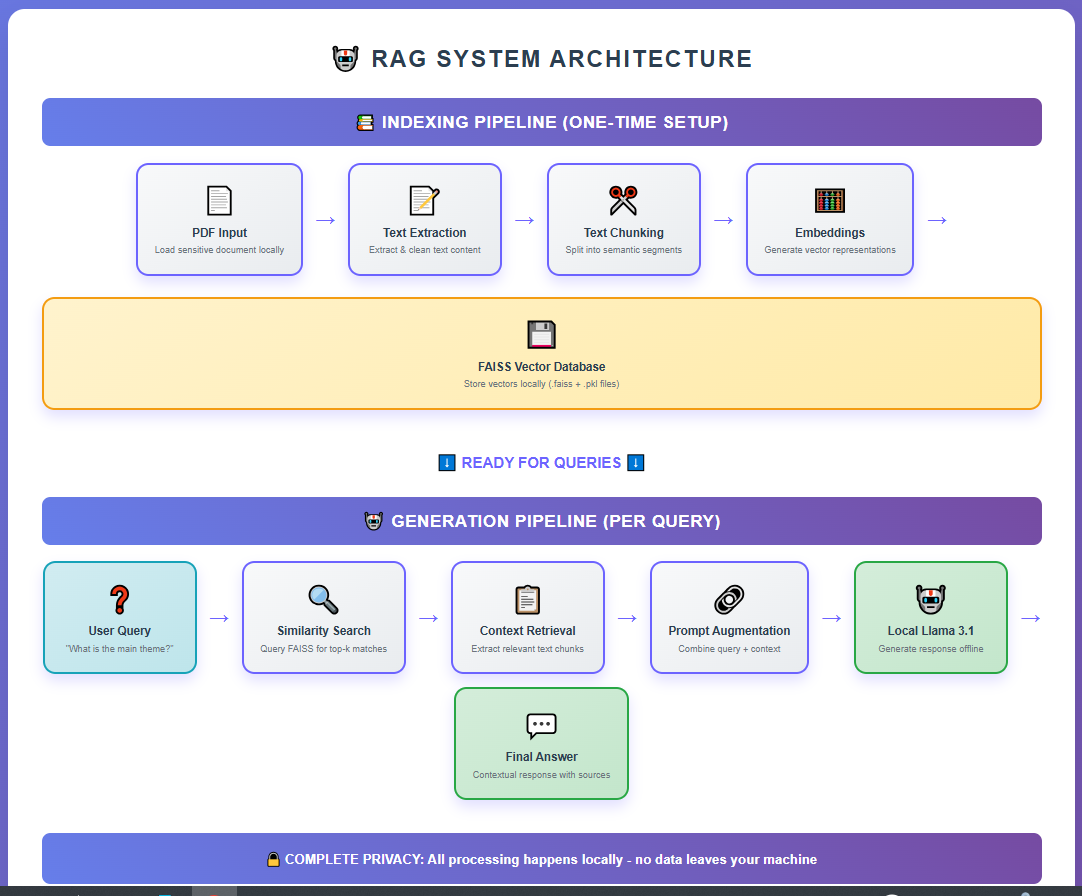 RAG SYSTEM ARCHITECTURE
INDEXING PIPELINE (ONE-TIME SETUP)
PDF Input
Load sensitive document locally
Text Extraction
Extract & clean text content
Text Chunking
Split into semantic segments
Embeddings
Generate vector representations
FAISS Vector Database
Store vectors locally (.faiss + .pkl files)
READY FOR QUERIES
GENERATION PIPELINE (PER QUERY)
User Query
"What is the main theme?"
Similarity Search
Query FAISS for top-k matches
Context Retrieval
Extract relevant text chunks
Prompt Augmentation
Combine query + context
Local Llama 3.1
Generate response offline
Final Answer
Contextual response with sources
COMPLETE PRIVACY: All processing happens locally - no data leaves your machine